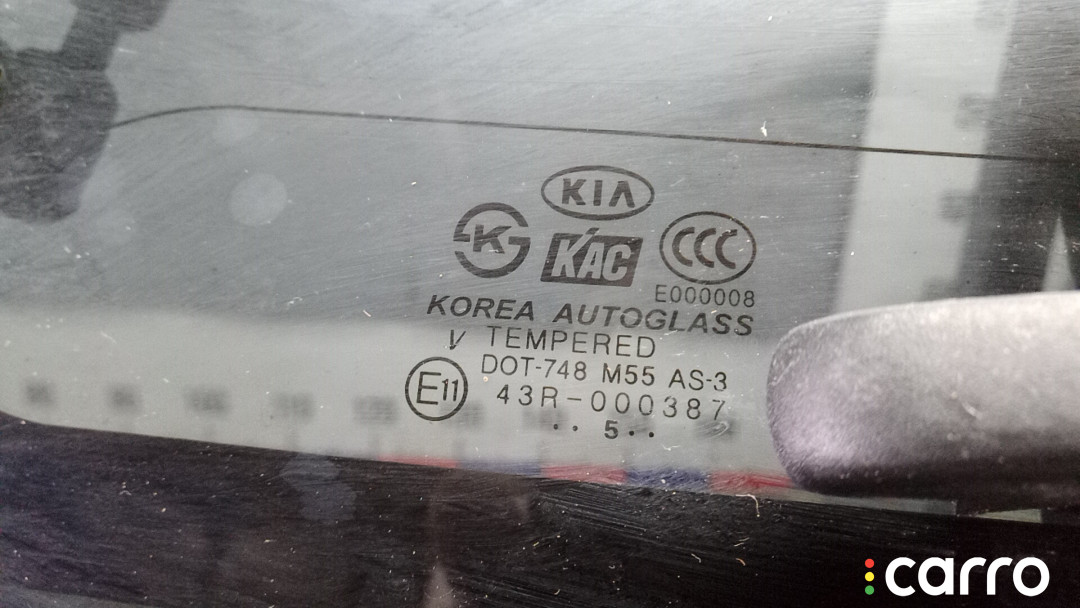 KIA
K
KAC
CCC
E000008
KOREA AUTOGLASS
V TEMPERED
DOT-748 M55 AS-3
E11
43R-000387
.. 5 ..
carro